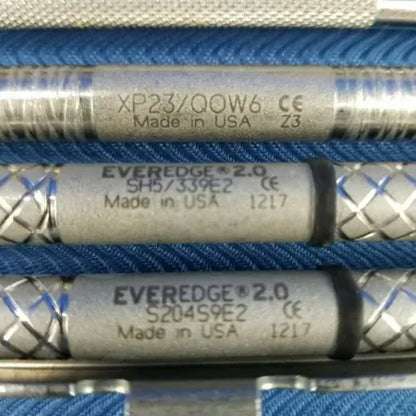 XP23/QOW6 CE
Made in USA Z3
EVEREDGE® 2.0
SH5/339E2 CE
Made in USA 1217
EVEREDGE® 2.0
S204S9E2 CE
Made in USA 1217